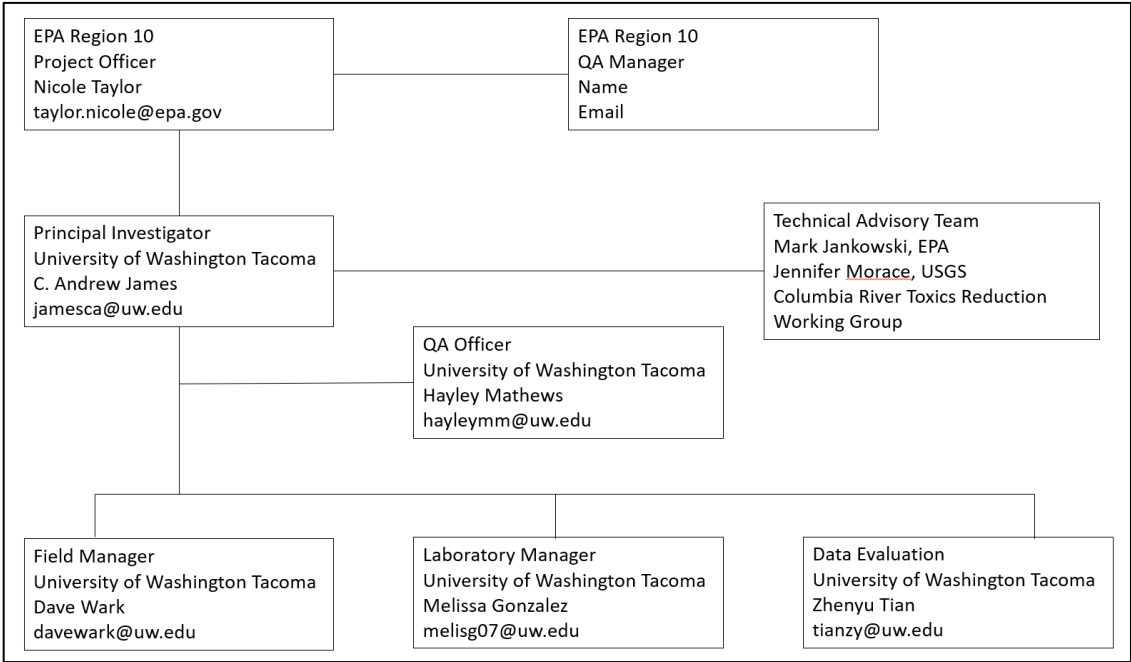 EPA Region 10
Project Officer
Nicole Taylor
taylor.nicole@epa.gov
EPA Region 10
QA Manager
Name
Email
Principal Investigator
University of Washington Tacoma
C. Andrew James
jamesca@uw.edu
Technical Advisory Team
Mark Jankowski, EPA
Jennifer Morace, USGS
Columbia River Toxics Reduction
Working Group
QA Officer
University of Washington Tacoma
Hayley Mathews
hayleymm@uw.edu
Field Manager
University of Washington Tacoma
Dave Wark
davewark@uw.edu
Laboratory Manager
University of Washington Tacoma
Melissa Gonzalez
melisg07@uw.edu
Data Evaluation
University of Washington Tacoma
Zhenyu Tian
tianzy@uw.edu